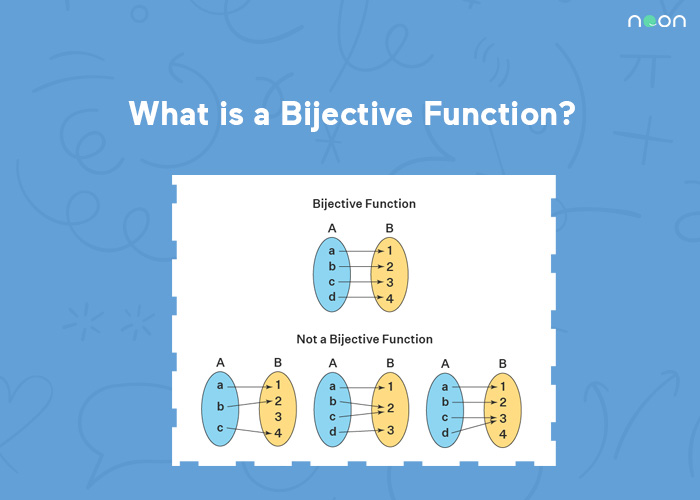 noon
What is a Bijective Function?
Bijective Function
A B
a 1
b 2
c 3
d 4
Not a Bijective Function
A B
a 1
b 2
3
c 4
A B
a 1
b
2
c
d 3
A B
a 1
b 2
c 3
d 4